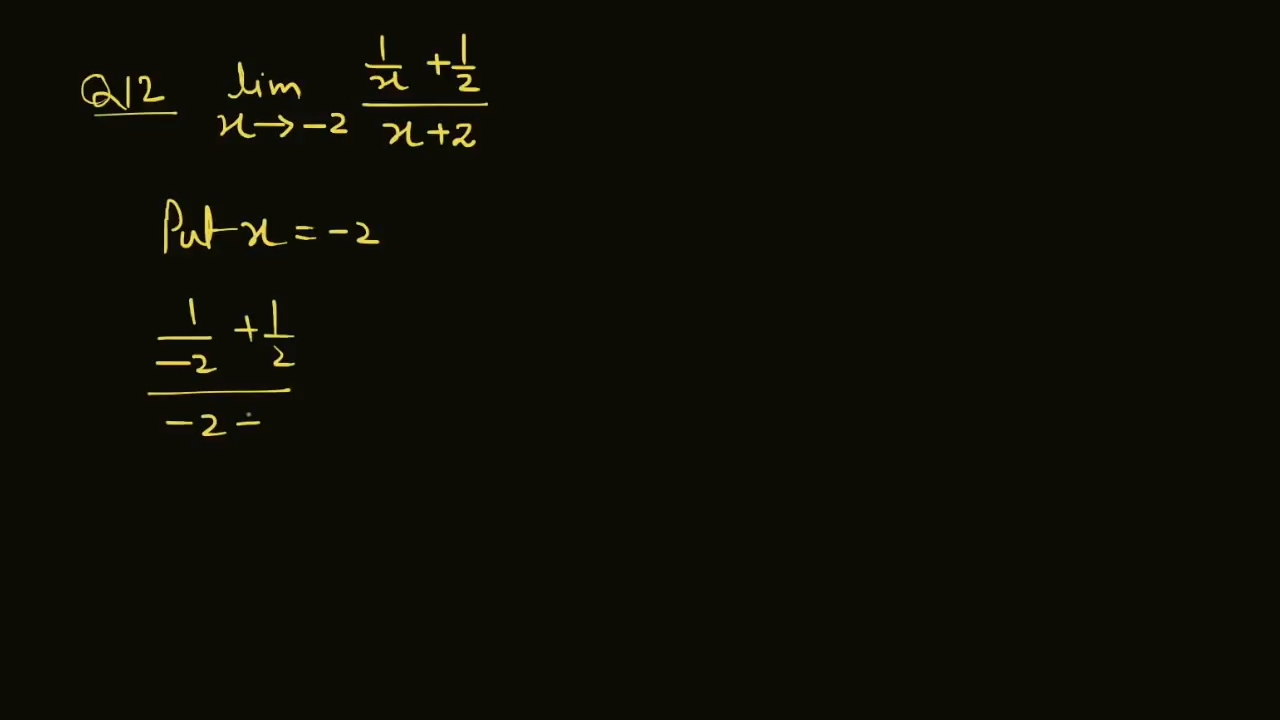 Q12 lim x→-2 (1/x + 1/2)/(x+2)
Put x = -2
(1/-2 + 1/2)/(-2 -